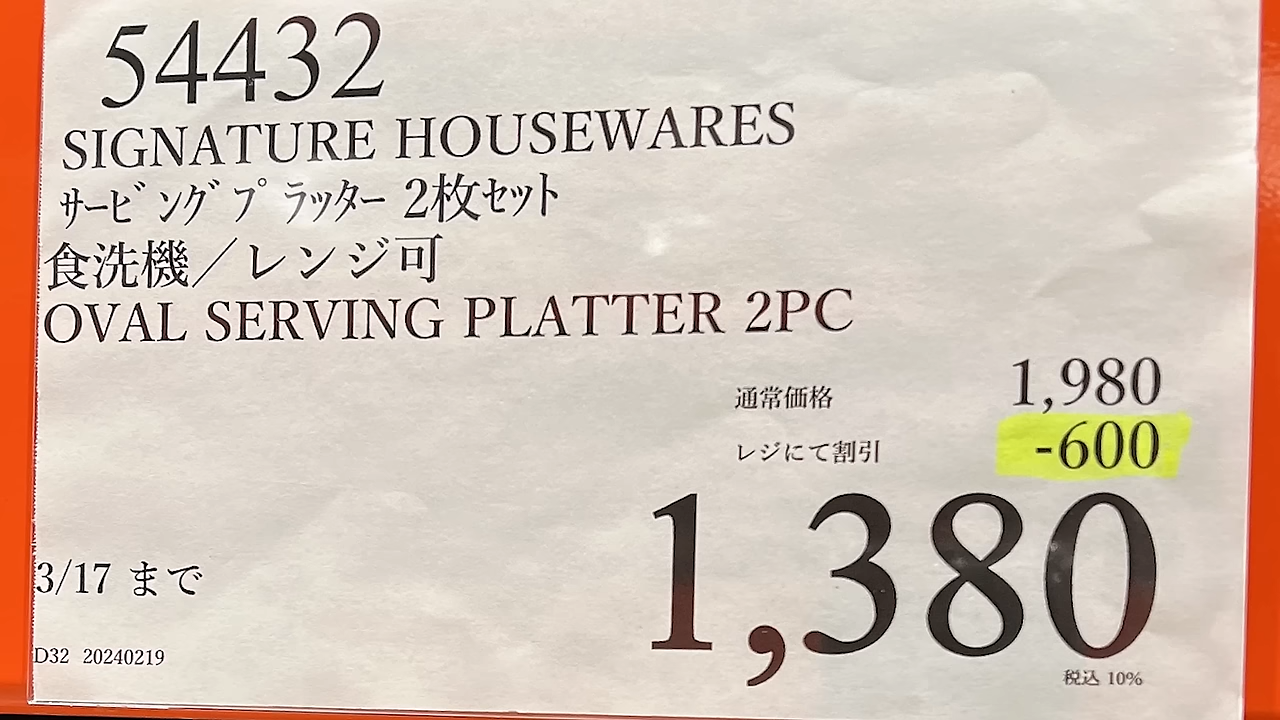 54432
SIGNATURE HOUSEWARES
ｻｰﾋﾞﾝｸﾞﾌﾟﾗｯﾀｰ 2枚ｾｯﾄ
食洗機／レンジ可
OVAL SERVING PLATTER 2PC
通常価格 1,980
レジにて割引 -600
1,380
3/17 まで
税込 10%
D32 20240219